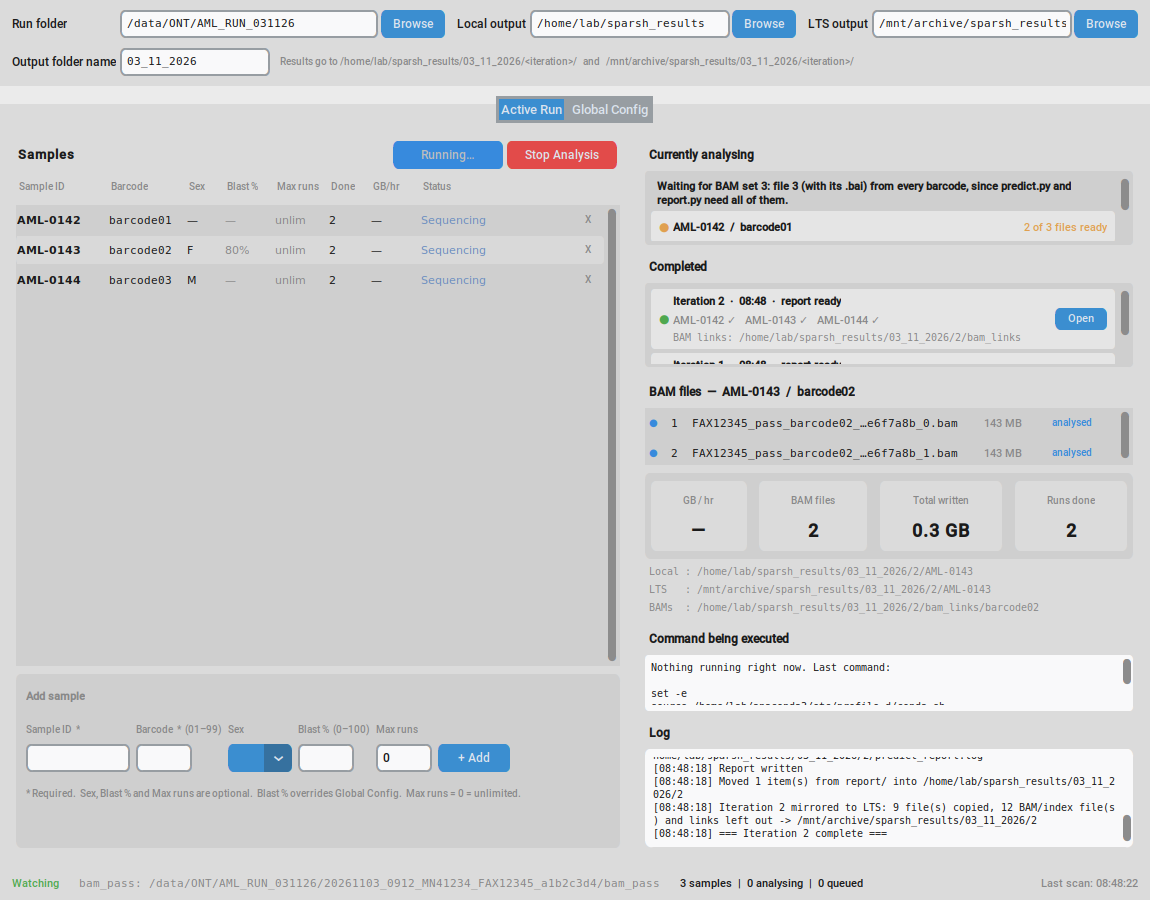 Run folder /data/ONT/AML_RUN_031126 Browse Local output /home/lab/sparsh_results Browse LTS output /mnt/archive/sparsh_results Browse
Output folder name 03_11_2026 Results go to /home/lab/sparsh_results/03_11_2026/<iteration>/ and /mnt/archive/sparsh_results/03_11_2026/<iteration>/
Active Run Global Config
Samples Running... Stop Analysis
Sample ID Barcode Sex Blast % Max runs Done GB/hr Status
AML-0142 barcode01 — — unlim 2 — Sequencing X
AML-0143 barcode02 F 80% unlim 2 — Sequencing X
AML-0144 barcode03 M — unlim 2 — Sequencing X
Add sample
Sample ID * Barcode * (01–99) Sex Blast % (0–100) Max runs
0 + Add
* Required. Sex, Blast % and Max runs are optional. Blast % overrides Global Config. Max runs = 0 = unlimited.
Currently analysing
Waiting for BAM set 3: file 3 (with its .bai) from every barcode, since predict.py and
report.py need all of them.
AML-0142 / barcode01 2 of 3 files ready
Completed
Iteration 2 · 08:48 · report ready
AML-0142 ✓ AML-0143 ✓ AML-0144 ✓ Open
BAM links: /home/lab/sparsh_results/03_11_2026/2/bam_links
Iteration 1 · 08:48 · report ready
BAM files — AML-0143 / barcode02
1 FAX12345_pass_barcode02_…e6f7a8b_0.bam 143 MB analysed
2 FAX12345_pass_barcode02_…e6f7a8b_1.bam 143 MB analysed
GB / hr BAM files Total written Runs done
— 2 0.3 GB 2
Local : /home/lab/sparsh_results/03_11_2026/2/AML-0143
LTS : /mnt/archive/sparsh_results/03_11_2026/2/AML-0143
BAMs : /home/lab/sparsh_results/03_11_2026/2/bam_links/barcode02
Command being executed
Nothing running right now. Last command:
set -e
Log
home/lab/sparsh_results/03_11_2026/2/predict_report.log
[08:48:18] Report written
[08:48:18] Moved 1 item(s) from report/ into /home/lab/sparsh_results/03_11_2
026/2
[08:48:18] Iteration 2 mirrored to LTS: 9 file(s) copied, 12 BAM/index file(s
) and links left out -> /mnt/archive/sparsh_results/03_11_2026/2
[08:48:18] === Iteration 2 complete ===
Watching bam_pass: /data/ONT/AML_RUN_031126/20261103_0912_MN41234_FAX12345_a1b2c3d4/bam_pass 3 samples | 0 analysing | 0 queued Last scan: 08:48:22